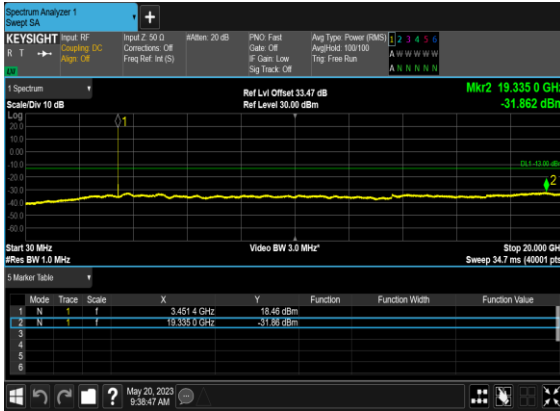 Spectrum Analyzer 1
Swept SA
+
KEYSIGHT Input: RF Input Z: 50 Ω #Atten: 20 dB PNO: Fast Avg Type: Power (RMS) 1 2 3 4 5 6
R T Coupling: DC Corrections: Off Gate: Off Avg|Hold: 100/100 A W W W W W
Align: Off Freq Ref: Int (S) IF Gain: Low Trig: Free Run
Sig Track: Off A N N N N N
1 Spectrum Ref Lvl Offset 33.47 dB Mkr2 19.335 0 GHz
Scale/Div 10 dB Ref Level 30.00 dBm -31.862 dBm
Log
20.0
10.0
0.00
-10.0
-20.0
-30.0
-40.0
-50.0
-60.0
1
DL1 -13.00 dBm
2
Start 30 MHz Video BW 3.0 MHz* Stop 20.000 GHz
#Res BW 1.0 MHz Sweep 34.7 ms (40001 pts)
5 Marker Table
Mode Trace Scale X Y Function Function Width Function Value
1 N 1 f 3.451 4 GHz 18.46 dBm
2 N 1 f 19.335 0 GHz -31.86 dBm
3
4
5
6
? May 20, 2023
9:38:47 AM